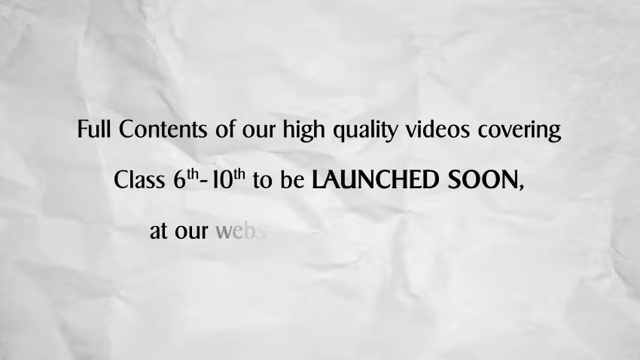 Full Contents of our high quality videos covering
Class 6th-10th to be LAUNCHED SOON,
at our